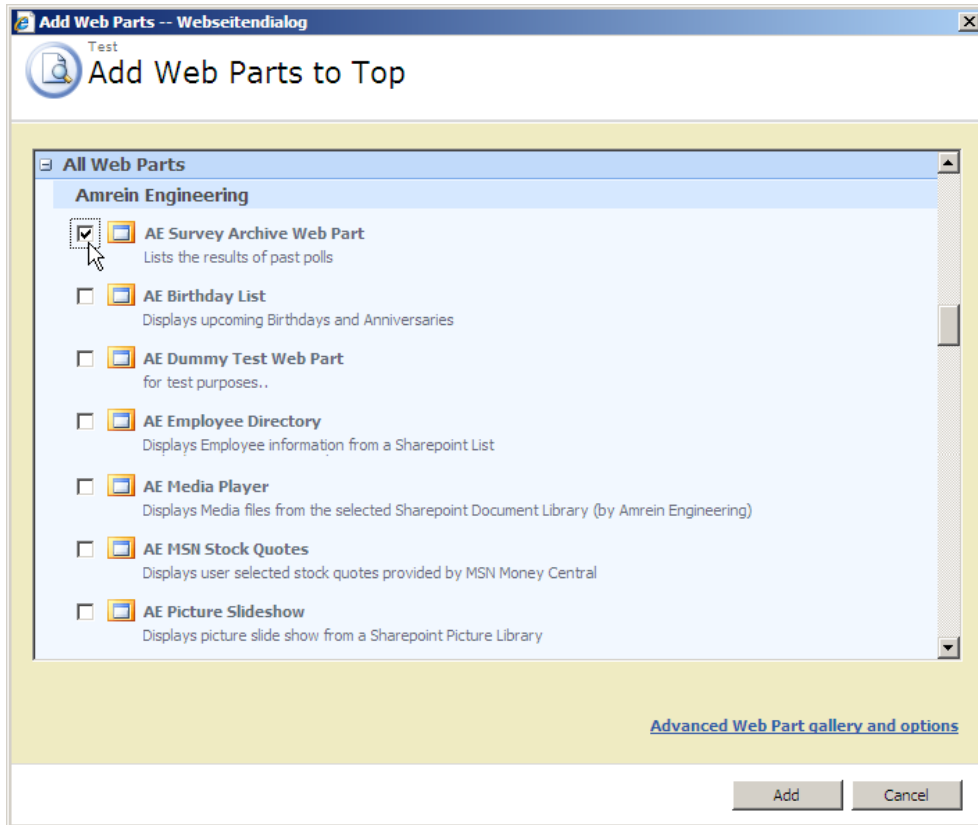 Add Web Parts -- Webseitendialog
Test
Add Web Parts to Top
All Web Parts
Amrein Engineering
AE Survey Archive Web Part
Lists the results of past polls
AE Birthday List
Displays upcoming Birthdays and Anniversaries
AE Dummy Test Web Part
for test purposes..
AE Employee Directory
Displays Employee information from a Sharepoint List
AE Media Player
Displays Media files from the selected Sharepoint Document Library (by Amrein Engineering)
AE MSN Stock Quotes
Displays user selected stock quotes provided by MSN Money Central
AE Picture Slideshow
Displays picture slide show from a Sharepoint Picture Library
Advanced Web Part gallery and options
Add Cancel